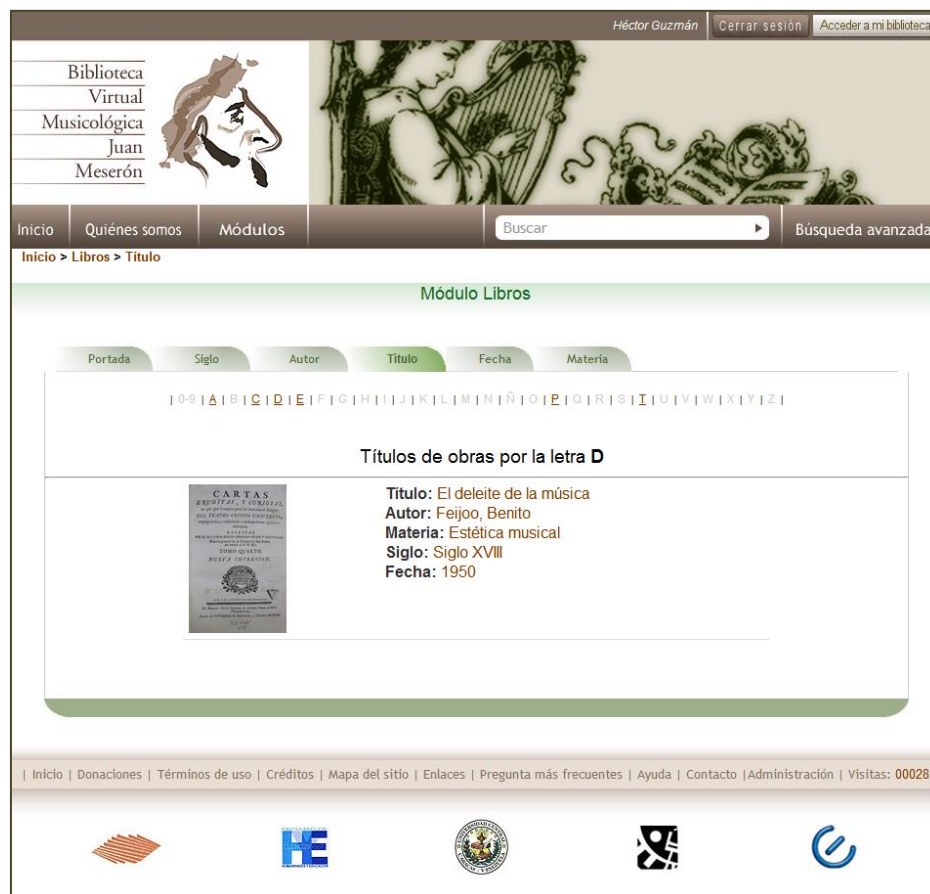 Héctor Guzmán | Cerrar sesión | Acceder a mi biblioteca
Biblioteca
Virtual
Musicológica
Juan
Meserón
Inicio | Quiénes somos | Módulos | Buscar | Búsqueda avanzada
Inicio > Libros > Título
Módulo Libros
Portada Siglo Autor Título Fecha Materia
| 0-9 | A | B | C | D | E | F | G | H | I | J | K | L | M | N | Ñ | O | P | Q | R | S | T | U | V | W | X | Y | Z |
Títulos de obras por la letra D
CARTAS
ERUDITAS, Y CURIOSAS,
TOMO QUARTO.
NUEVA IMPRESION.
Título: El deleite de la música
Autor: Feijoo, Benito
Materia: Estética musical
Siglo: Siglo XVIII
Fecha: 1950
| Inicio | Donaciones | Términos de uso | Créditos | Mapa del sitio | Enlaces | Pregunta más frecuentes | Ayuda | Contacto |Administración | Visitas: 00028